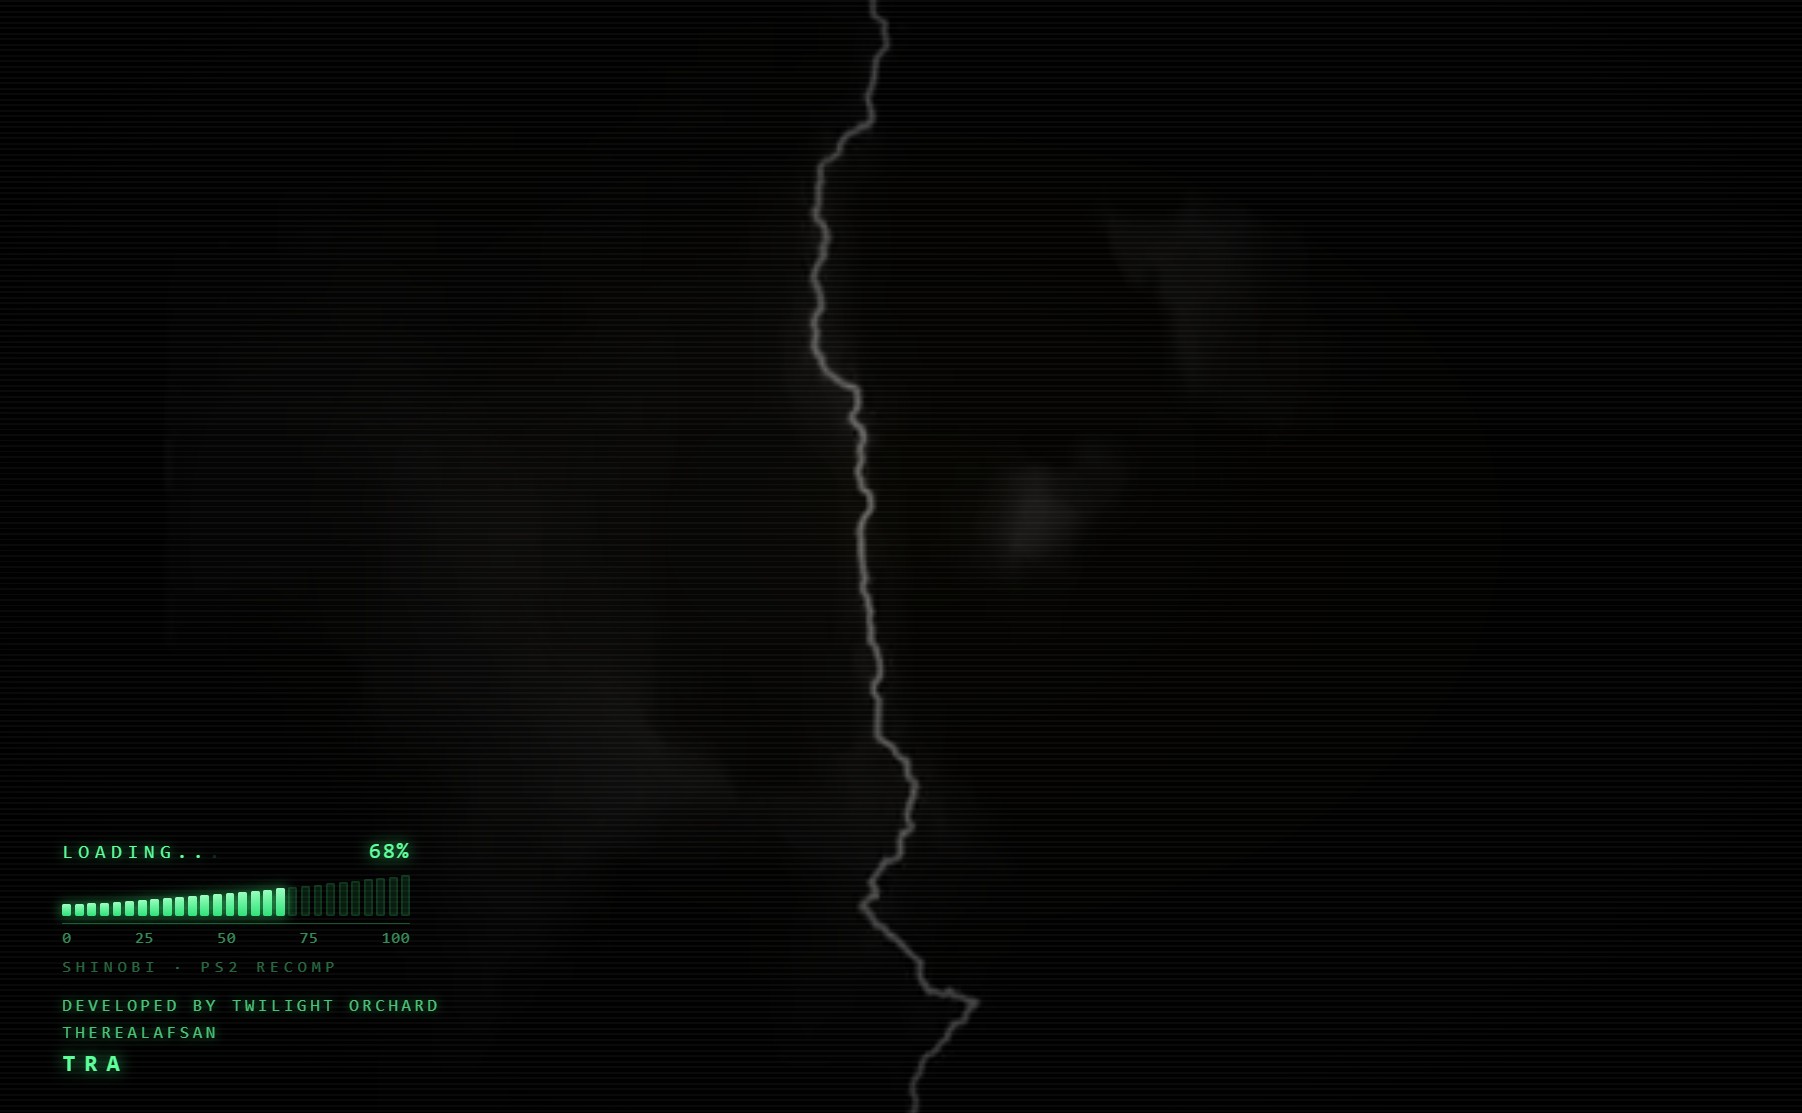 LOADING...
68%
0 25 50 75 100
SHINOBI · PS2 RECOMP
DEVELOPED BY TWILIGHT ORCHARD
THEREALAFSAN
TRA